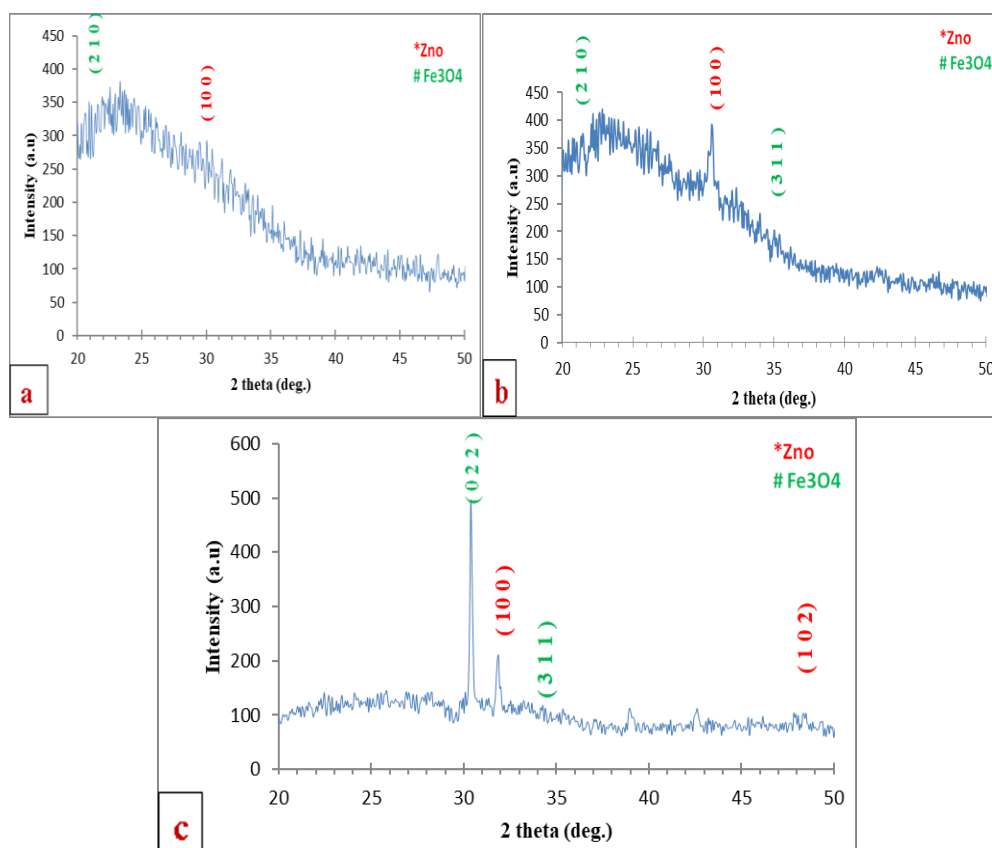 450
400
350
300
250
200
150
100
50
0
Intensity (a.u)
20 25 30 35 40 45 50
2 theta (deg.)
( 2 1 0 )
( 1 0 0 )
*Zno
# Fe3O4
a
450
400
350
300
250
200
150
100
50
0
Intensity (a.u)
20 25 30 35 40 45 50
2 theta (deg.)
( 2 1 0 )
( 1 0 0 )
( 3 1 1 )
*Zno
# Fe3O4
b
600
500
400
300
200
100
0
Intensity (a.u)
20 25 30 35 40 45 50
2 theta (deg.)
( 0 2 2 )
( 1 0 0 )
( 3 1 1 )
( 1 0 2 )
*Zno
# Fe3O4
c